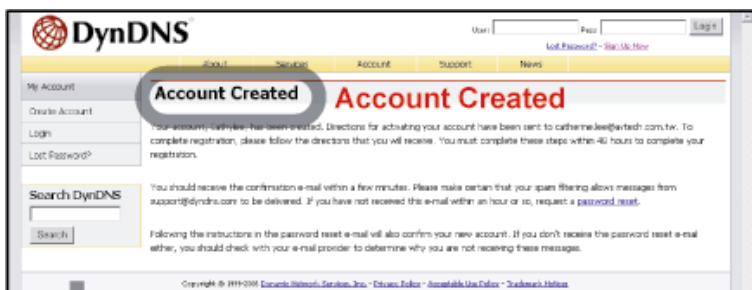 DynDNS
User: Pass: Login
Lost Password? - Sign Up Now
About Services Account Support News
My Account
Create Account
Login
Lost Password?
Search DynDNS
Search
Account Created
Account Created
Your account, Cathylee, has been created. Directions for activating your account have been sent to catherine.lee@avtech.com.tw. To
complete registration, please follow the directions that you will receive. You must complete these steps within 48 hours to complete your
registration.
You should receive the confirmation e-mail within a few minutes. Please make certain that your spam filtering allows messages from
support@dyndns.com to be delivered. If you have not received this e-mail within an hour or so, request a password reset.
Following the instructions in the password reset e-mail will also confirm your new account. If you don't receive the password reset e-mail
either, you should check with your e-mail provider to determine why you are not receiving these messages.
Copyright © 1999-2006 Dynamic Network Services, Inc. - Privacy Policy - Acceptable Use Policy - Trademark Notices